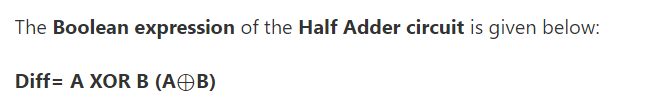 The Boolean expression of the Half Adder circuit is given below:
Diff= A XOR B (A⨁B)